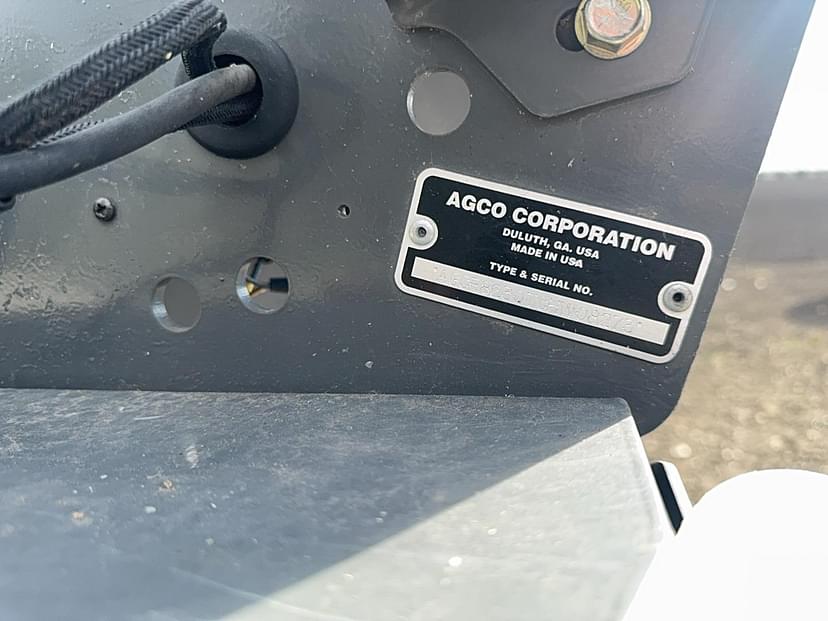 AGCO CORPORATION
DULUTH, GA. USA
MADE IN USA
TYPE & SERIAL NO.